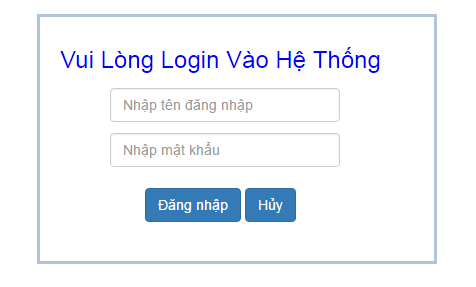 Vui Lòng Login Vào Hệ Thống
Nhập tên đăng nhập
Nhập mật khẩu
Đăng nhập Hủy